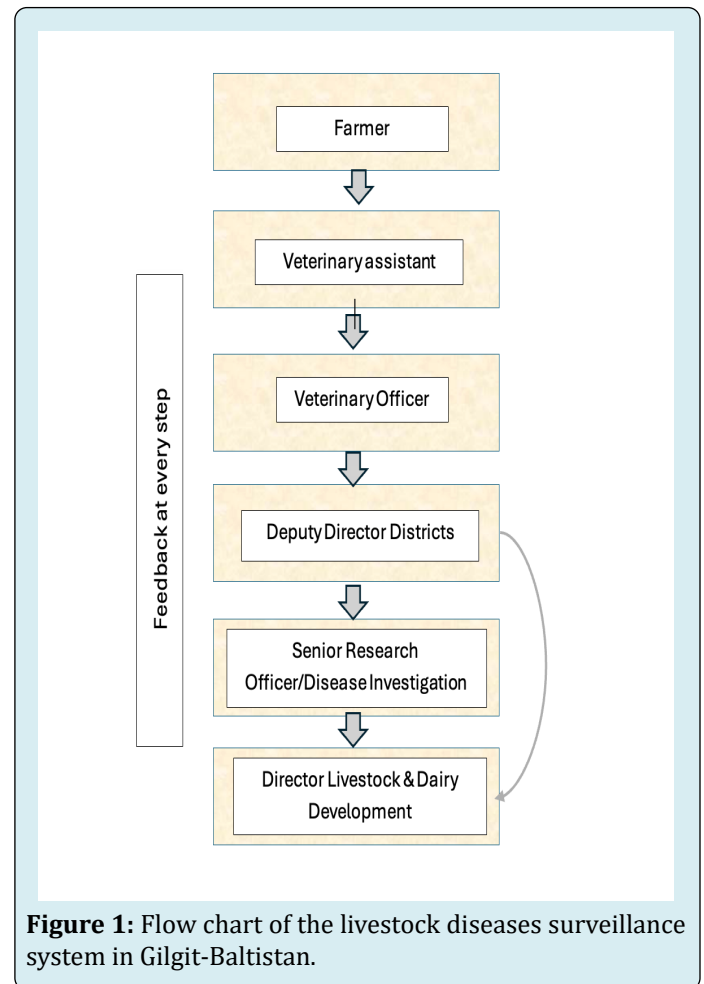 Farmer
Veterinary assistant
Veterinary Officer
Deputy Director Districts
Senior Research
Officer/Disease Investigation
Director Livestock & Dairy
Development
Feedback at every step
Figure 1: Flow chart of the livestock diseases surveillance
system in Gilgit-Baltistan.